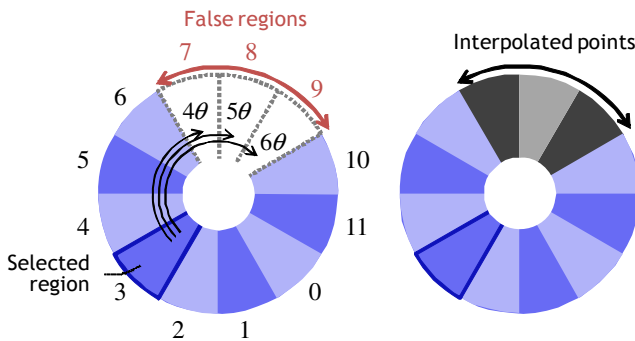 False regions
7
8
9
6
4θ
5θ
6θ
5
10
4
11
Selected
region
3
0
2
1
Interpolated points